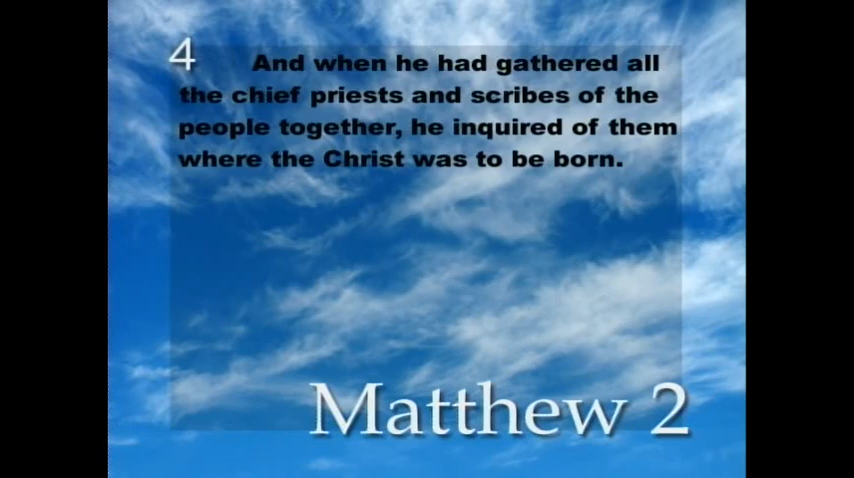 4 And when he had gathered all
the chief priests and scribes of the
people together, he inquired of them
where the Christ was to be born.
Matthew 2